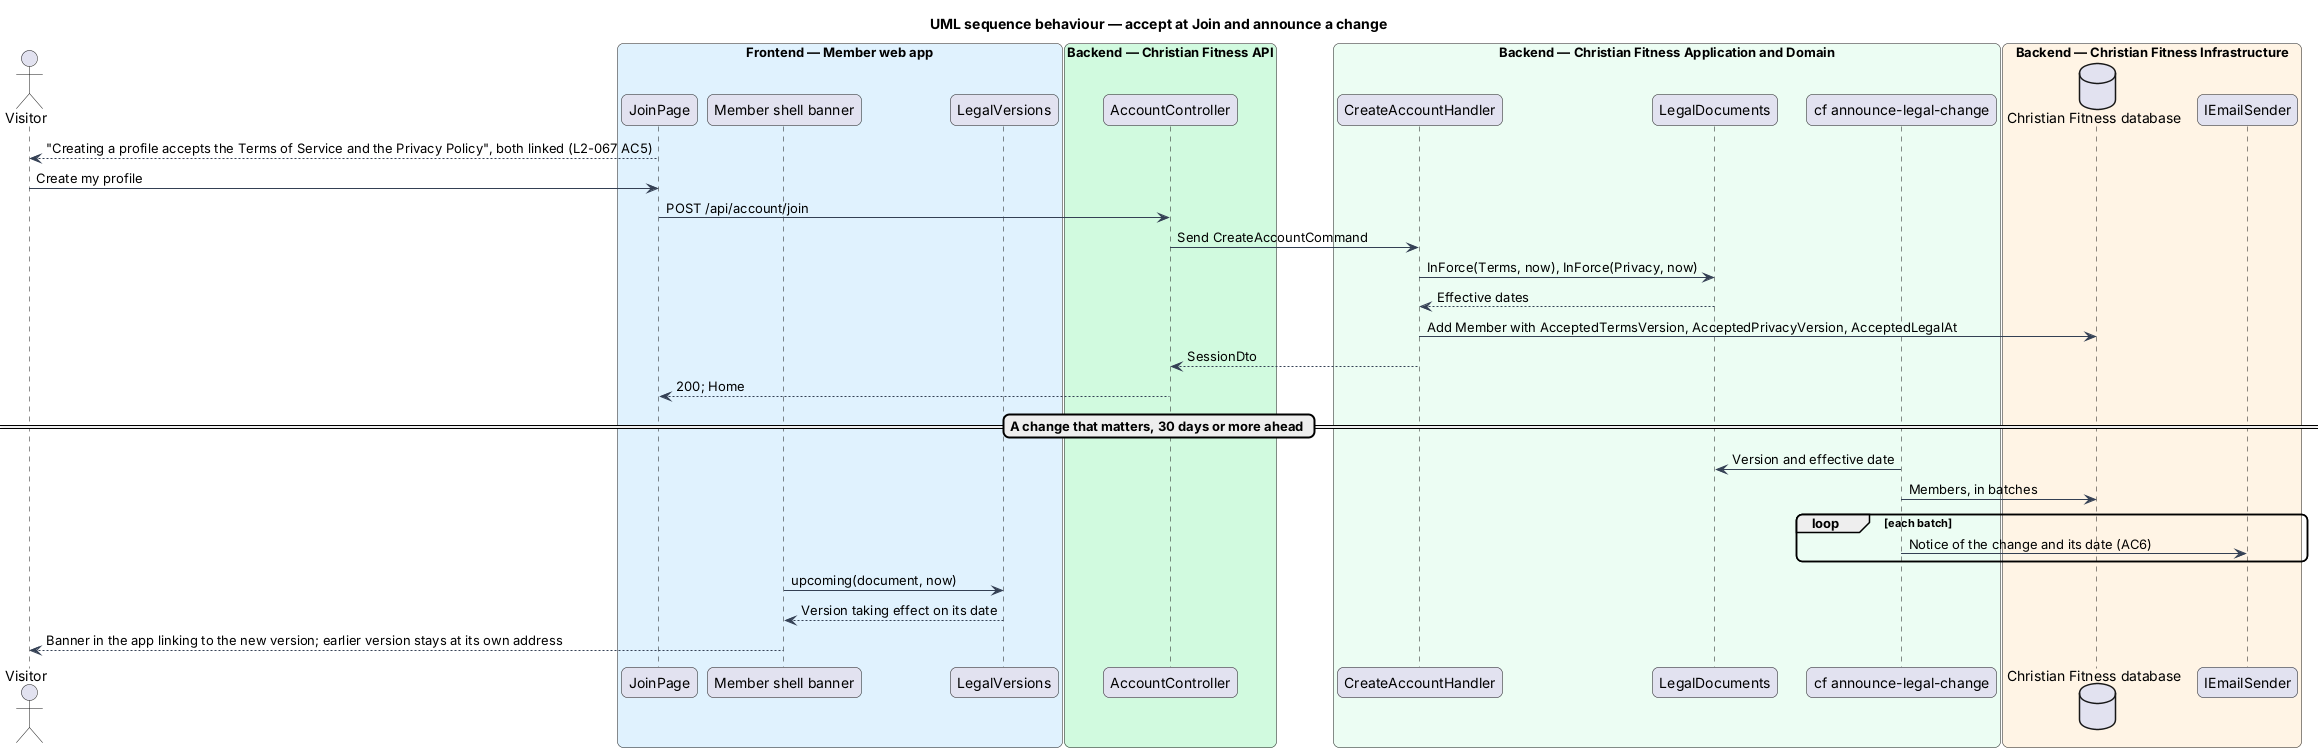 UML sequence behaviour — accept at Join and announce a change
Frontend — Member web app
Backend — Christian Fitness API
Backend — Christian Fitness Application and Domain
Backend — Christian Fitness Infrastructure
Visitor
JoinPage
Member shell banner
LegalVersions
AccountController
CreateAccountHandler
LegalDocuments
cf announce-legal-change
Christian Fitness database
IEmailSender
"Creating a profile accepts the Terms of Service and the Privacy Policy", both linked (L2-067 AC5)
Create my profile
POST /api/account/join
Send CreateAccountCommand
InForce(Terms, now), InForce(Privacy, now)
Effective dates
Add Member with AcceptedTermsVersion, AcceptedPrivacyVersion, AcceptedLegalAt
SessionDto
200; Home
A change that matters, 30 days or more ahead
Version and effective date
Members, in batches
loop [each batch]
Notice of the change and its date (AC6)
upcoming(document, now)
Version taking effect on its date
Banner in the app linking to the new version; earlier version stays at its own address
Visitor
JoinPage
Member shell banner
LegalVersions
AccountController
CreateAccountHandler
LegalDocuments
cf announce-legal-change
Christian Fitness database
IEmailSender